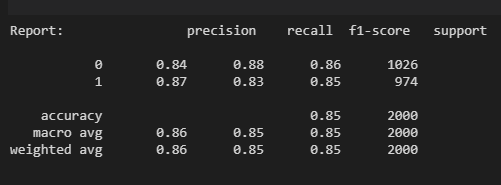 Report: precision recall f1-score support
0 0.84 0.88 0.86 1026
1 0.87 0.83 0.85 974
accuracy 0.85 2000
macro avg 0.86 0.85 0.85 2000
weighted avg 0.86 0.85 0.85 2000